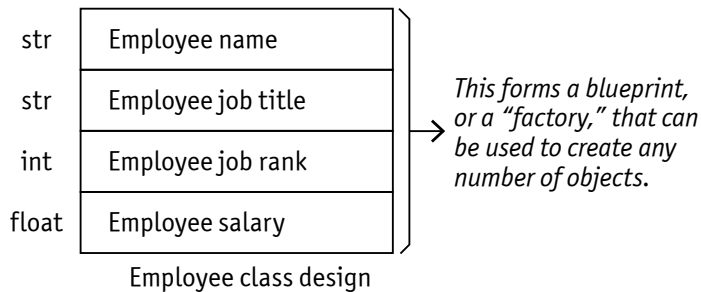 str Employee name
str Employee job title
int Employee job rank
float Employee salary
This forms a blueprint,
or a “factory,” that can
be used to create any
number of objects.
Employee class design